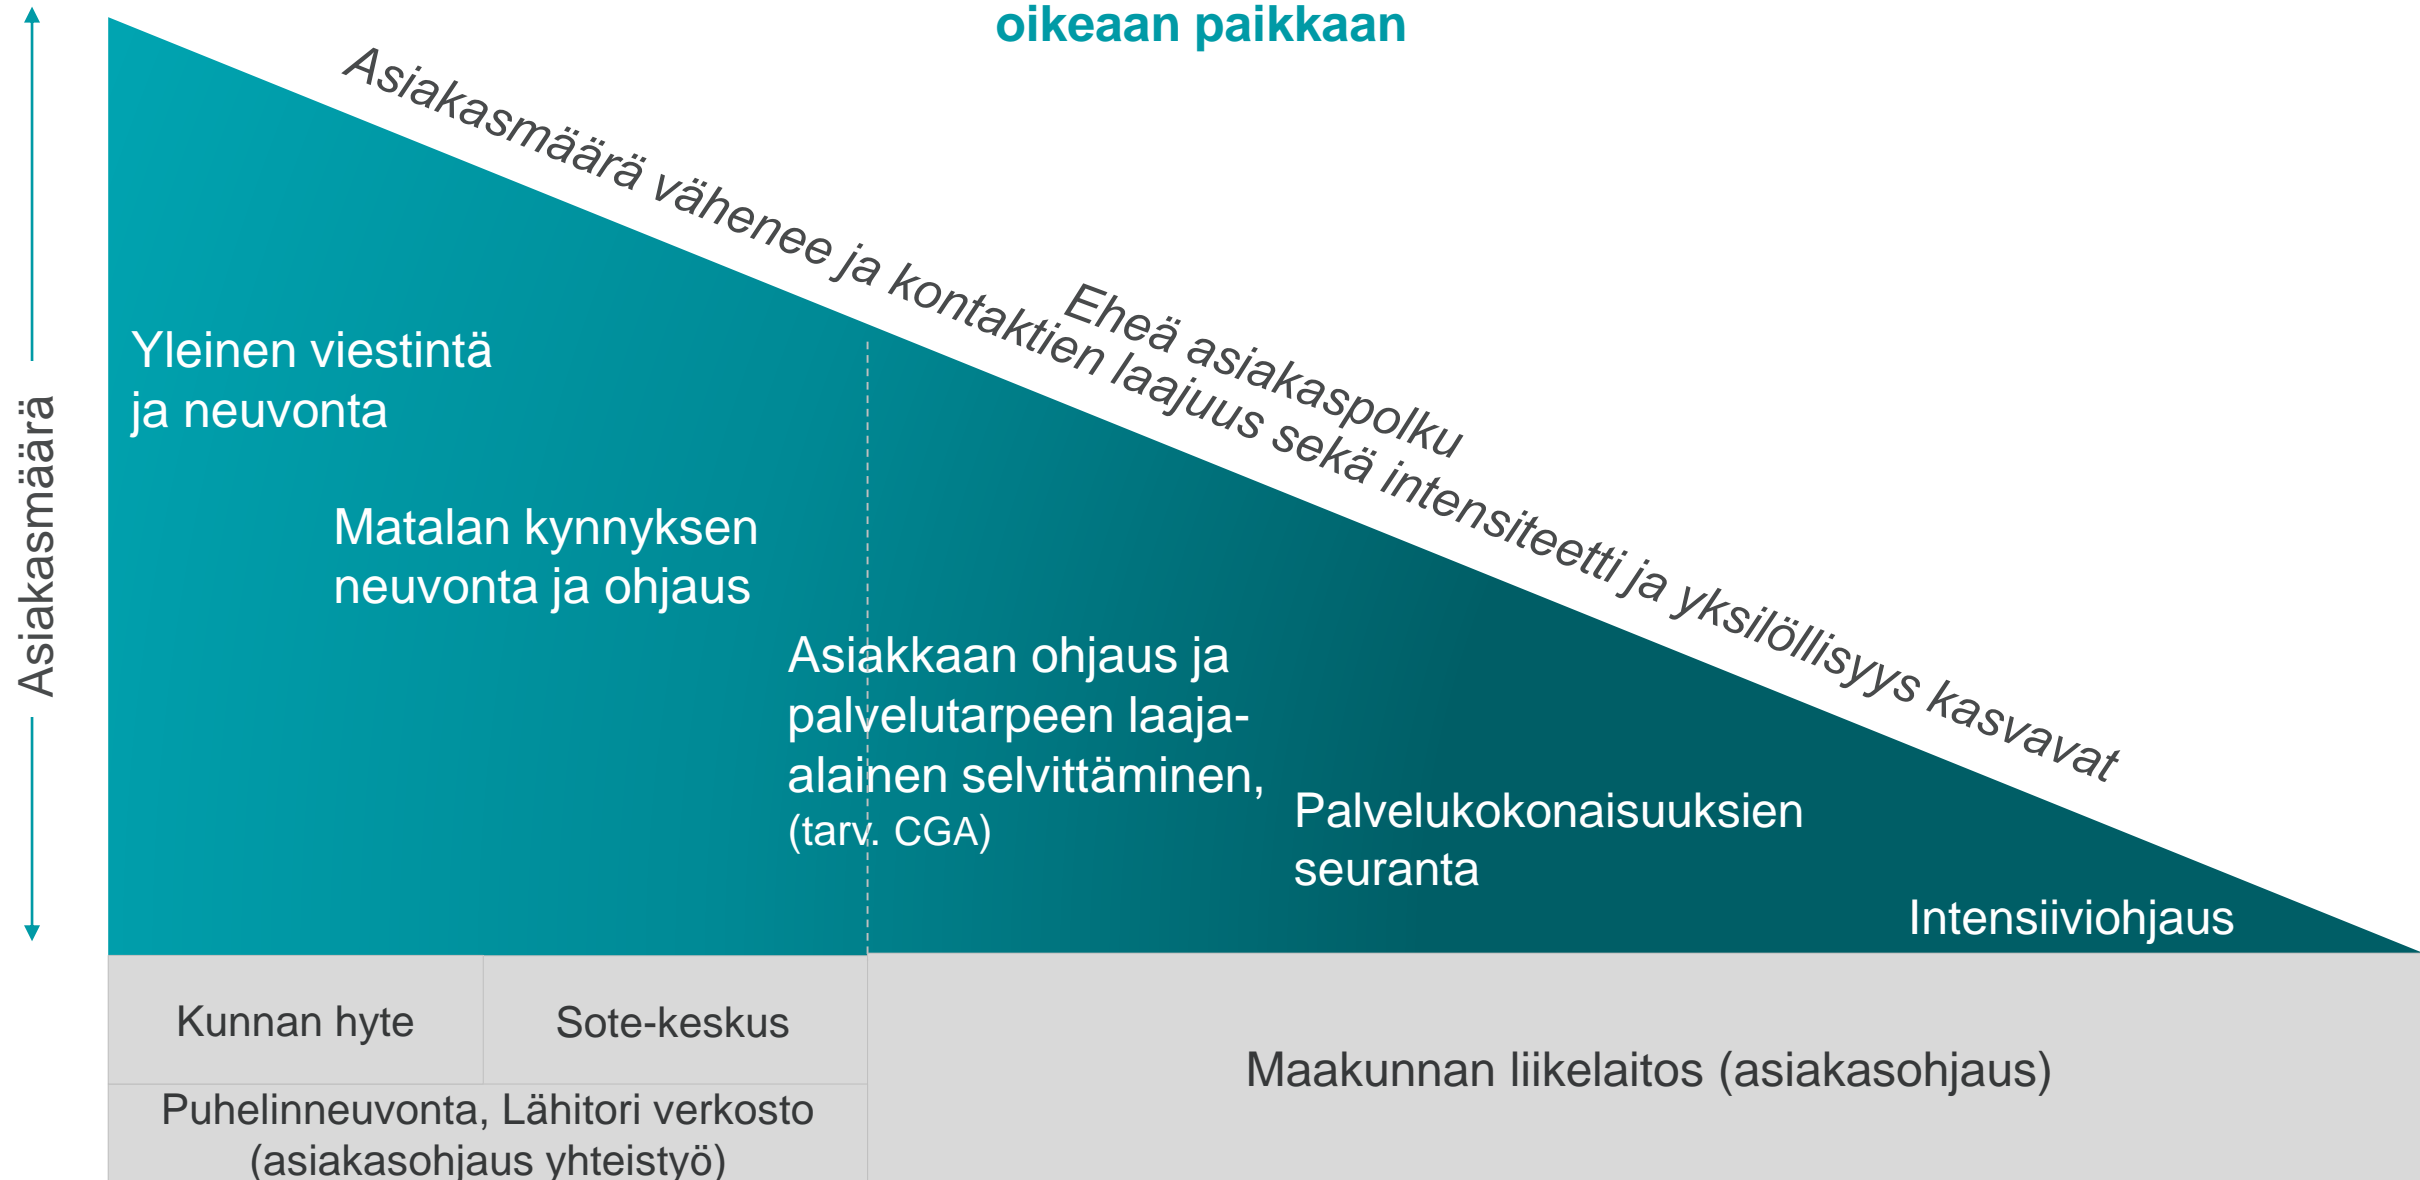 oikeaan paikkaan
Asiakasmäärä vähenee ja kontaktien laajuus sekä intensiteetti ja yksilöllisyys kasvavat
Eheä asiakaspolku
Asiakasmäärä
Yleinen viestintä
ja neuvonta
Matalan kynnyksen
neuvonta ja ohjaus
Asiakkaan ohjaus ja
palvelutarpeen laaja-
alainen selvittäminen,
(tarv. CGA)
Palvelukokonaisuuksien
seuranta
Intensiiviohjaus
Kunnan hyte
Sote-keskus
Puhelinneuvonta, Lähitori verkosto
(asiakasohjaus yhteistyö)
Maakunnan liikelaitos (asiakasohjaus)